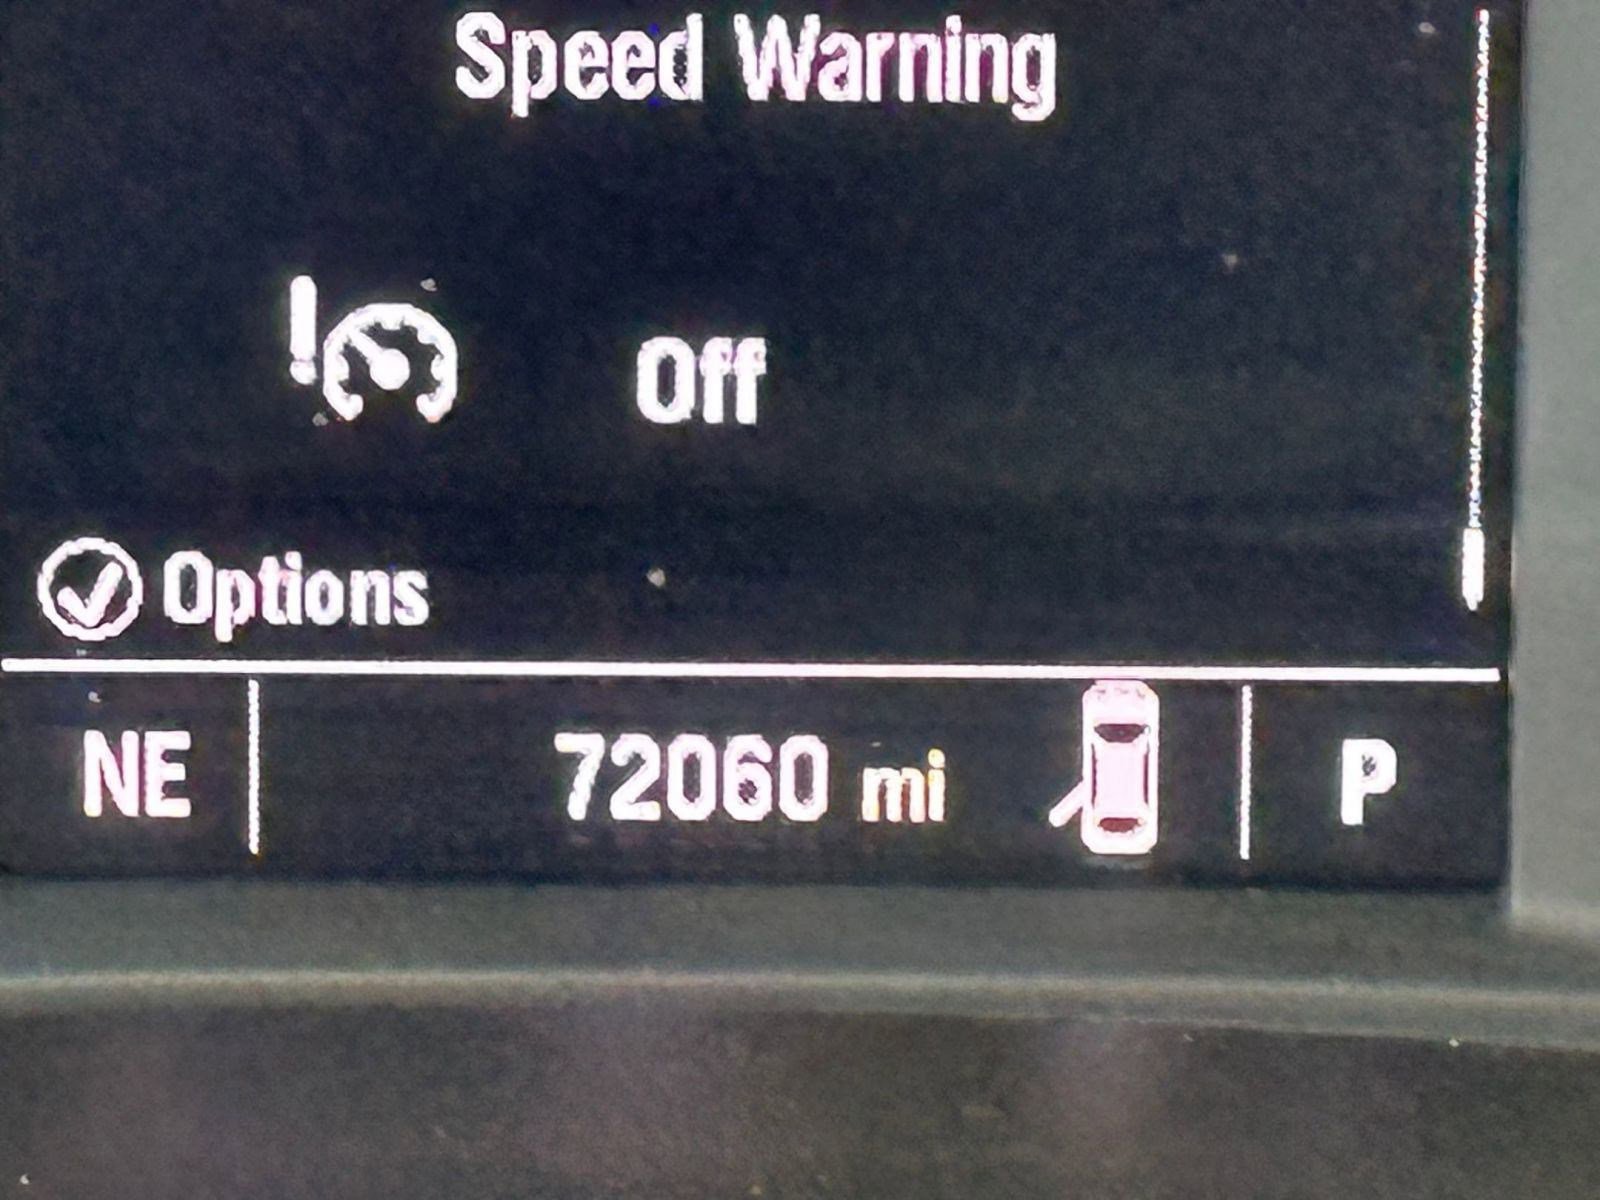 Speed Warning
Off
Options
NE 72060 mi P